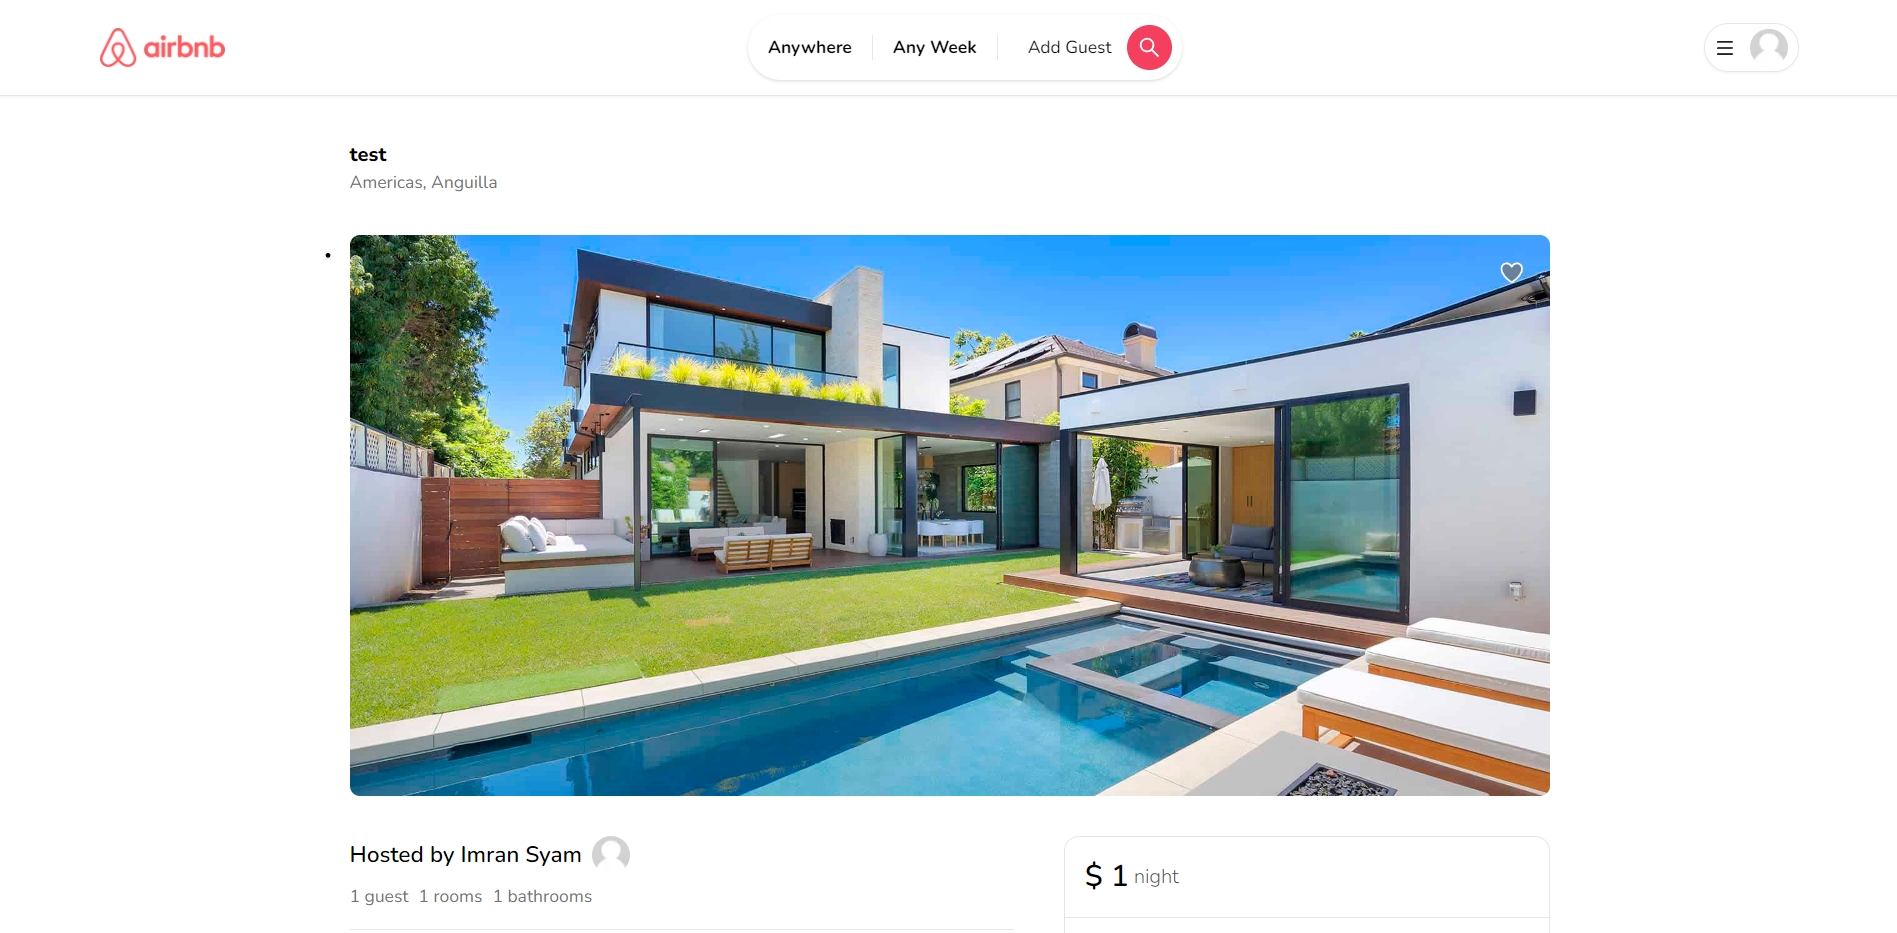 airbnb
Anywhere
Any Week
Add Guest
test
Americas, Anguilla
Hosted by Imran Syam
1 guest 1 rooms 1 bathrooms
$ 1 night